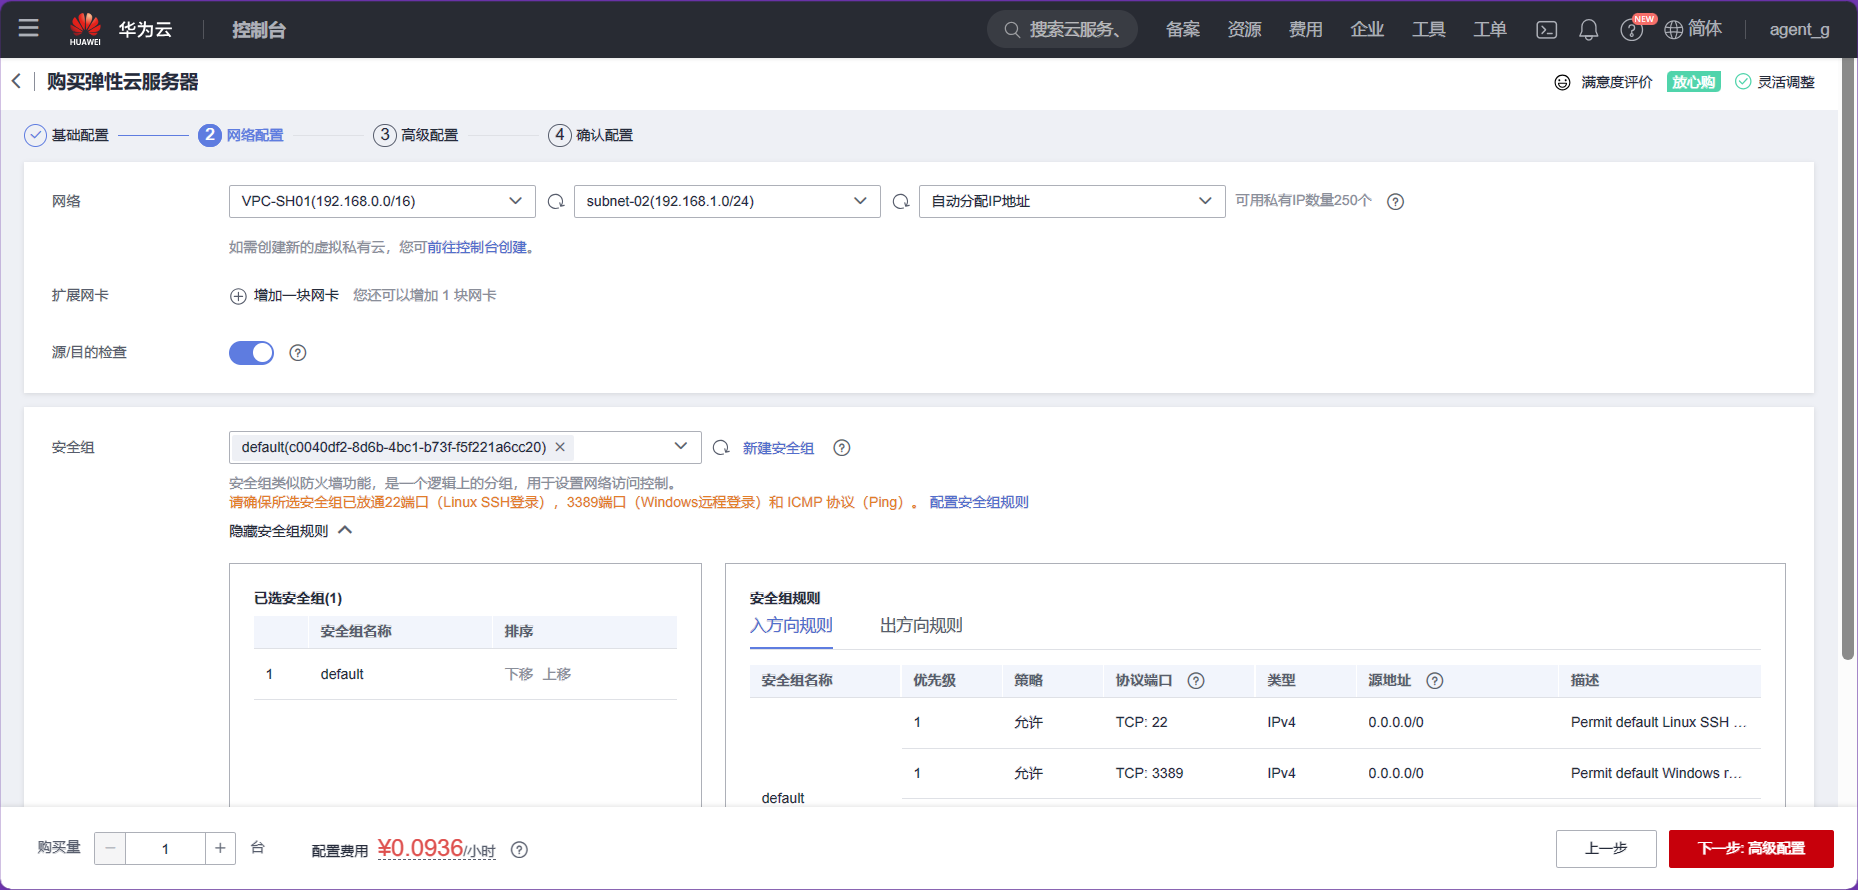 HUAWEI
华为云
控制台
搜索云服务、
备案
资源
费用
企业
工具
工单
NEW
简体
agent_g
购买弹性云服务器
满意度评价
放心购
灵活调整
基础配置
2 网络配置
3 高级配置
4 确认配置
网络
VPC-SH01(192.168.0.0/16)
subnet-02(192.168.1.0/24)
自动分配IP地址
可用私有IP数量250个
如需创建新的虚拟私有云，您可前往控制台创建。
扩展网卡
增加一块网卡
您还可以增加 1 块网卡
源/目的检查
安全组
default(c0040df2-8d6b-4bc1-b73f-f5f221a6cc20)
新建安全组
安全组类似防火墙功能，是一个逻辑上的分组，用于设置网络访问控制。
请确保所选安全组已放通22端口（Linux SSH登录），3389端口（Windows远程登录）和 ICMP 协议（Ping）。 配置安全组规则
隐藏安全组规则
已选安全组(1)
安全组名称 排序
1 default 下移 上移
安全组规则
入方向规则 出方向规则
安全组名称 优先级 策略 协议端口 类型 源地址 描述
1 允许 TCP: 22 IPv4 0.0.0.0/0 Permit default Linux SSH ...
1 允许 TCP: 3389 IPv4 0.0.0.0/0 Permit default Windows r...
default
购买量
1
台
配置费用 ¥0.0936/小时
上一步
下一步: 高级配置